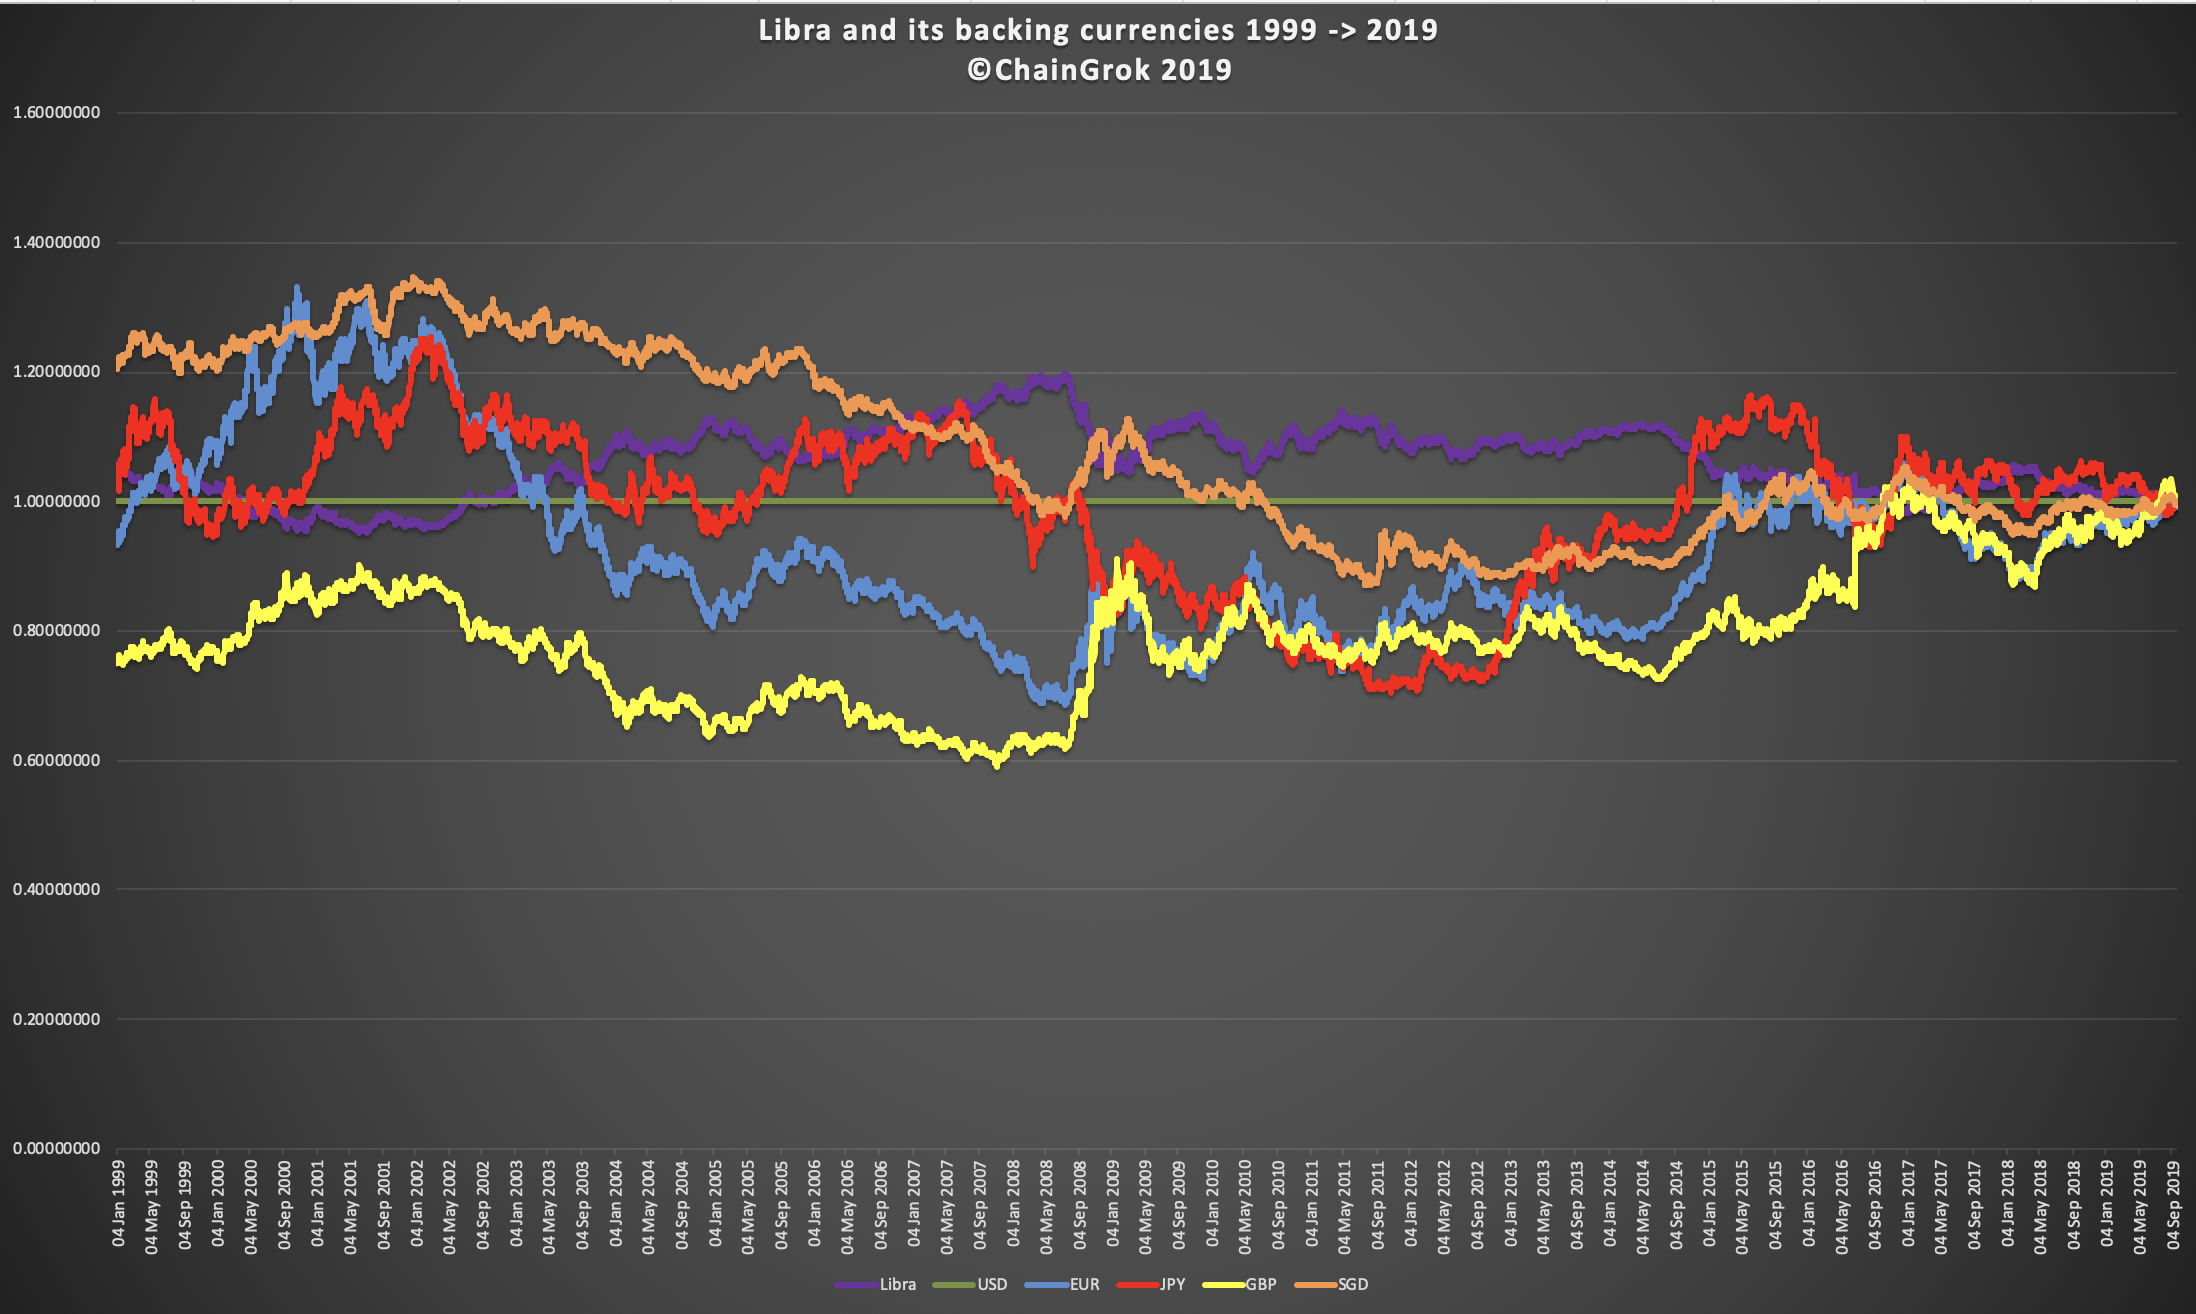 Libra and its backing currencies 1999 -> 2019
©ChainGrok 2019
1.60000000
1.40000000
1.20000000
1.00000000
0.80000000
0.60000000
0.40000000
0.20000000
0.00000000
04 Jan 1999
04 May 1999
04 Sep 1999
04 Jan 2000
04 May 2000
04 Sep 2000
04 Jan 2001
04 May 2001
04 Sep 2001
04 Jan 2002
04 May 2002
04 Sep 2002
04 Jan 2003
04 May 2003
04 Sep 2003
04 Jan 2004
04 May 2004
04 Sep 2004
04 Jan 2005
04 May 2005
04 Sep 2005
04 Jan 2006
04 May 2006
04 Sep 2006
04 Jan 2007
04 May 2007
04 Sep 2007
04 Jan 2008
04 May 2008
04 Sep 2008
04 Jan 2009
04 May 2009
04 Sep 2009
04 Jan 2010
04 May 2010
04 Sep 2010
04 Jan 2011
04 May 2011
04 Sep 2011
04 Jan 2012
04 May 2012
04 Sep 2012
04 Jan 2013
04 May 2013
04 Sep 2013
04 Jan 2014
04 May 2014
04 Sep 2014
04 Jan 2015
04 May 2015
04 Sep 2015
04 Jan 2016
04 May 2016
04 Sep 2016
04 Jan 2017
04 May 2017
04 Sep 2017
04 Jan 2018
04 May 2018
04 Sep 2018
04 Jan 2019
04 May 2019
04 Sep 2019
Libra USD EUR JPY GBP SGD